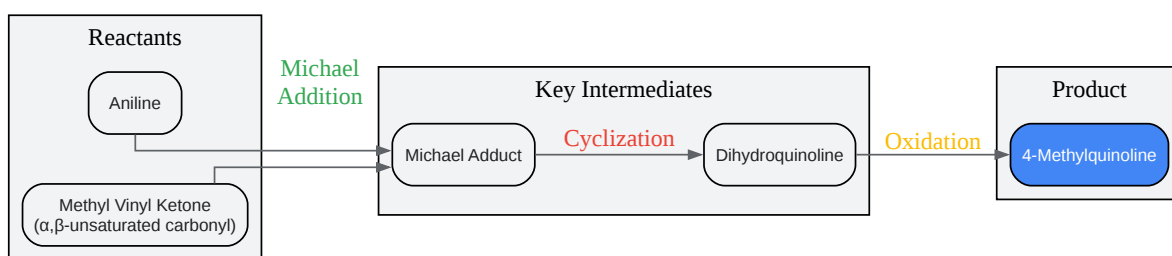 Reactants
Aniline
Methyl Vinyl Ketone
(α,β-unsaturated carbonyl)
Michael
Addition
Key Intermediates
Michael Adduct
Cyclization
Dihydroquinoline
Oxidation
Product
4-Methylquinoline